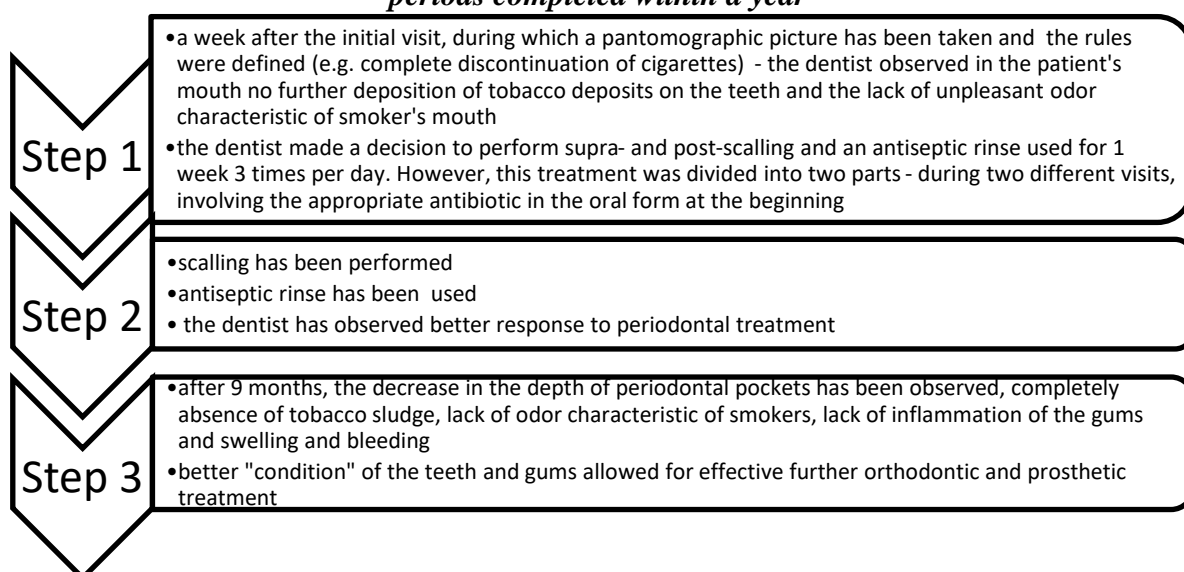 periods completed within a year
Step 1
•a week after the initial visit, during which a pantomographic picture has been taken and the rules
were defined (e.g. complete discontinuation of cigarettes) - the dentist observed in the patient's
mouth no further deposition of tobacco deposits on the teeth and the lack of unpleasant odor
characteristic of smoker's mouth
•the dentist made a decision to perform supra- and post-scalling and an antiseptic rinse used for 1
week 3 times per day. However, this treatment was divided into two parts - during two different visits,
involving the appropriate antibiotic in the oral form at the beginning
Step 2
•scalling has been performed
•antiseptic rinse has been used
• the dentist has observed better response to periodontal treatment
Step 3
•after 9 months, the decrease in the depth of periodontal pockets has been observed, completely
absence of tobacco sludge, lack of odor characteristic of smokers, lack of inflammation of the gums
and swelling and bleeding
•better "condition" of the teeth and gums allowed for effective further orthodontic and prosthetic
treatment